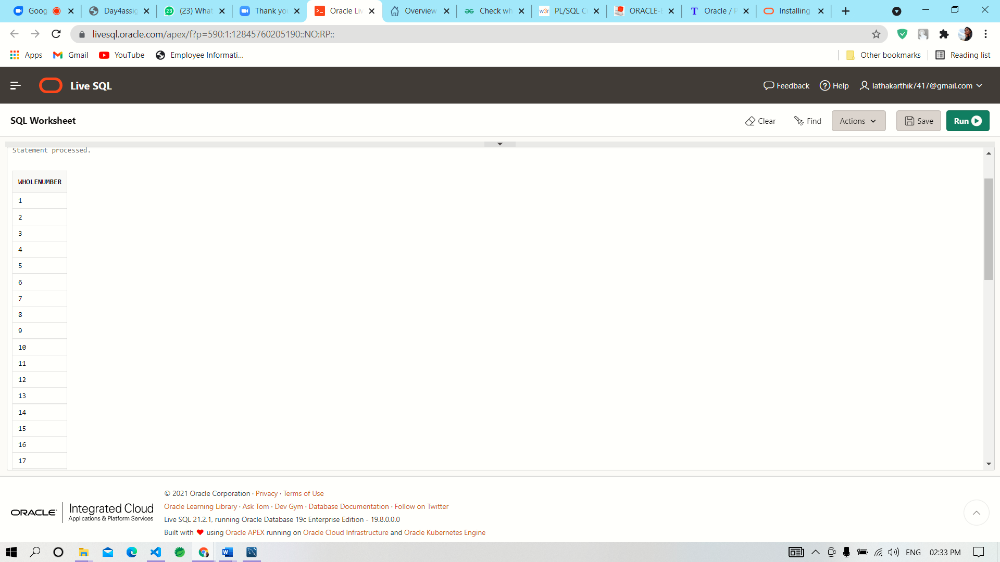 Goog
Day4assig
23
(23) What
Thank you
Oracle Liv
Overview
Check wh
w3r
PL/SQL C
ORACLE-
T
Oracle / P
Installing
livesql.oracle.com/apex/f?p=590:1:12845760205190::NO:RP::
Apps
Gmail
YouTube
Employee Informati...
Other bookmarks
Reading list
Live SQL
Feedback
Help
lathakarthik7417@gmail.com
SQL Worksheet
Clear
Find
Actions
Save
Run
Statement processed.
WHOLENUMBER
1
2
3
4
5
6
7
8
9
10
11
12
13
14
15
16
17
© 2021 Oracle Corporation · Privacy · Terms of Use
Oracle Learning Library · Ask Tom · Dev Gym · Database Documentation · Follow on Twitter
Live SQL 21.2.1, running Oracle Database 19c Enterprise Edition - 19.8.0.0.0
Built with ❤ using Oracle APEX running on Oracle Cloud Infrastructure and Oracle Kubernetes Engine
ORACLE
Integrated Cloud
Applications & Platform Services
ENG
02:33 PM